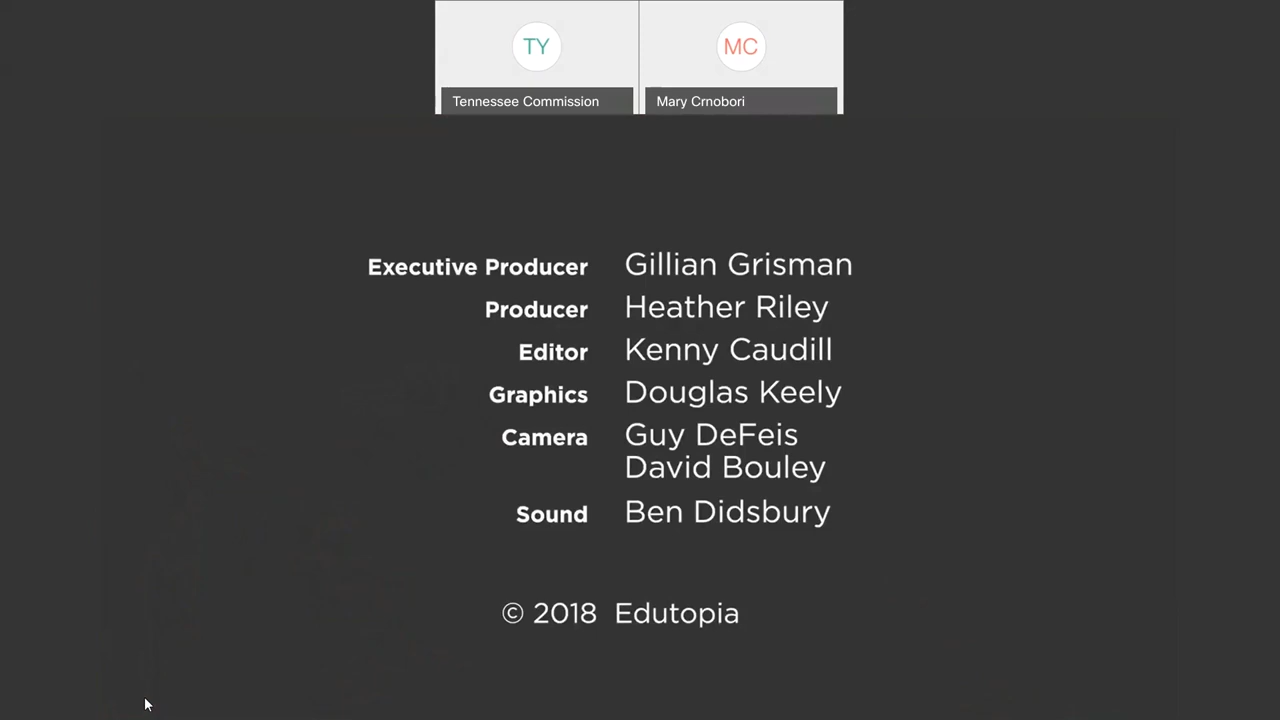 TY MC
Tennessee Commission Mary Crnobori
Executive Producer Gillian Grisman
Producer Heather Riley
Editor Kenny Caudill
Graphics Douglas Keely
Camera Guy DeFeis
David Bouley
Sound Ben Didsbury
© 2018 Edutopia